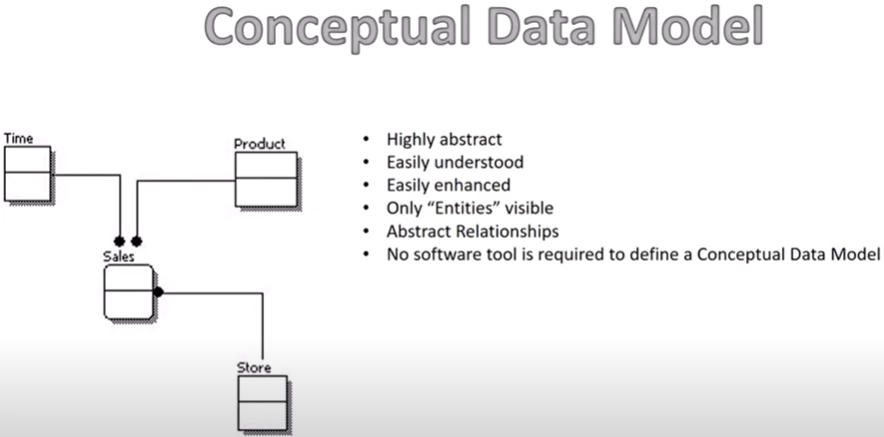 Conceptual Data Model
Time
Product
Sales
Store
• Highly abstract
• Easily understood
• Easily enhanced
• Only “Entities” visible
• Abstract Relationships
• No software tool is required to define a Conceptual Data Model